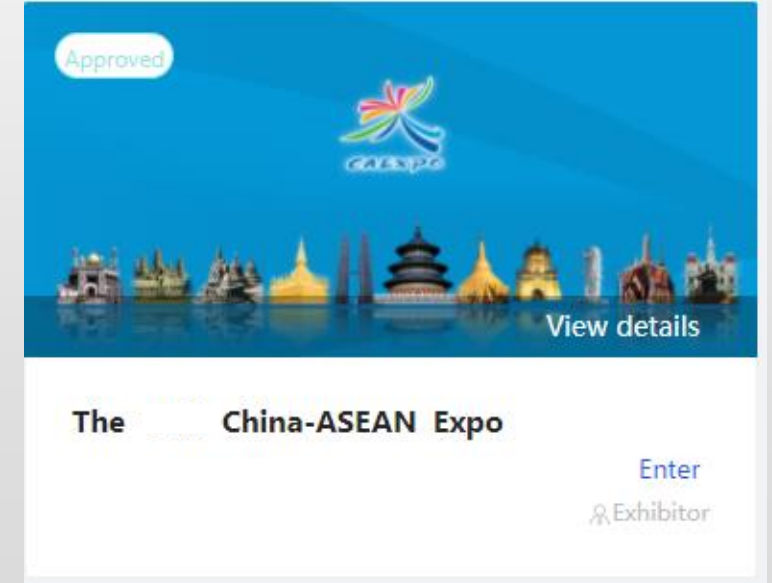 Approved
CAEXPO
View details
The China-ASEAN Expo
Enter
Exhibitor